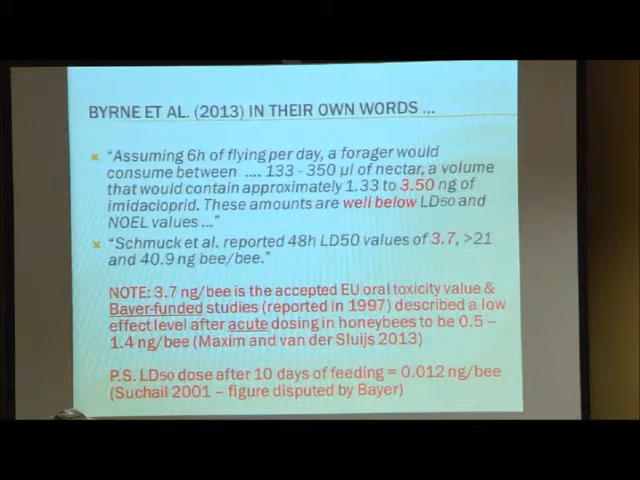 BYRNE ET AL. (2013) IN THEIR OWN WORDS ...
"Assuming 6h of flying per day, a forager would
consume between .... 133 - 350 µl of nectar, a volume
that would contain approximately 1.33 to 3.50 ng of
imidacloprid. These amounts are well below LD50 and
NOEL values ..."
"Schmuck et al. reported 48h LD50 values of 3.7, >21
and 40.9 ng bee/bee."
NOTE: 3.7 ng/bee is the accepted EU oral toxicity value &
Bayer-funded studies (reported in 1997) described a low
effect level after acute dosing in honeybees to be 0.5 –
1.4 ng/bee (Maxim and van der Sluijs 2013)
P.S. LD50 dose after 10 days of feeding = 0.012 ng/bee
(Suchail 2001 – figure disputed by Bayer)